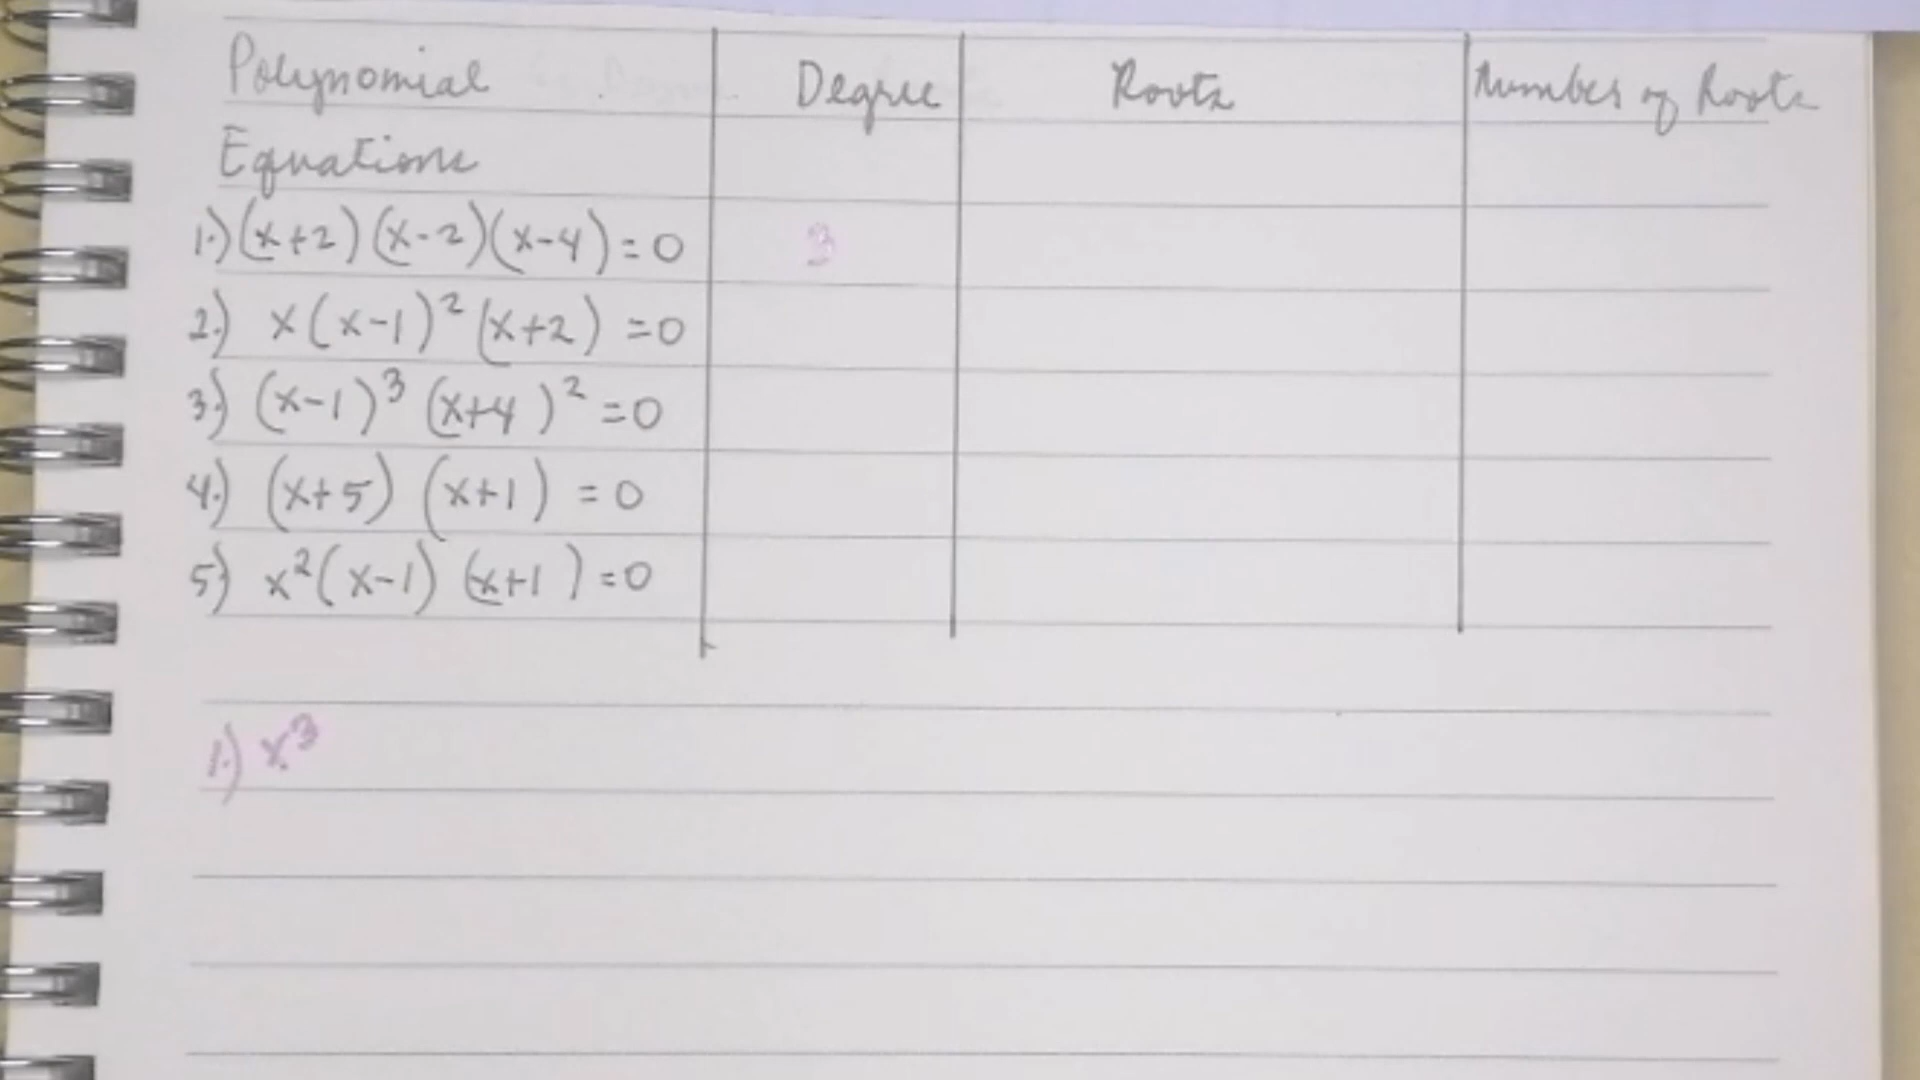 Polynomial Degree Roots Number of Roots
Equations
1.) (x+2) (x-2)(x-4) = 0 3
2.) x(x-1)² (x+2) =0
3.) (x-1)³ (x+4)² =0
4.) (x+5) (x+1) = 0
5.) x²(x-1) (x+1) =0
1.) x³